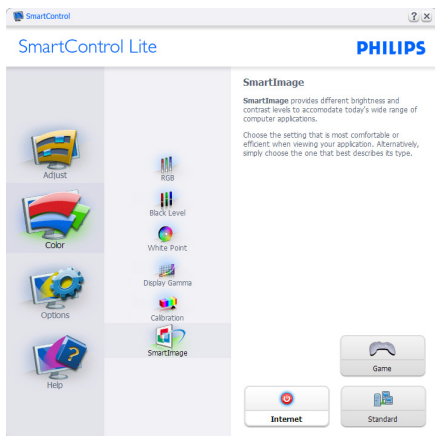 SmartControl
SmartControl Lite
PHILIPS
Adjust
Color
Options
Help
RGB
Black Level
White Point
Display Gamma
Calibration
SmartImage
SmartImage
SmartImage provides different brightness and
contrast levels to accomodate today's wide range of
computer applications.
Choose the setting that is most comfortable or
efficient when viewing your application. Alternatively,
simply choose the one that best describes its type.
Game
Internet
Standard